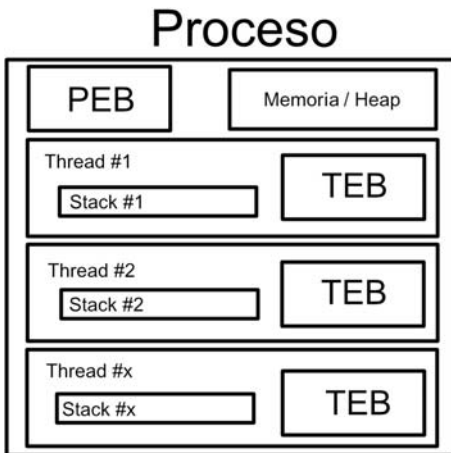 Proceso
PEB
Memoria / Heap
Thread #1
TEB
Stack #1
Thread #2
TEB
Stack #2
Thread #x
TEB
Stack #x